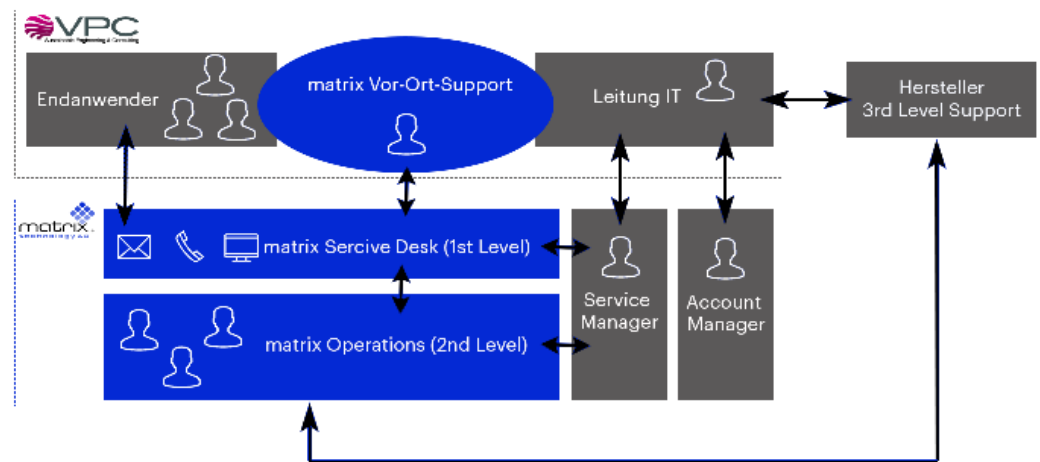 VPC
Endanwender
matrix Vor-Ort-Support
Leitung IT
Hersteller
3rd Level Support
matrix
matrix Sercive Desk (1st Level)
Service
Manager
Account
Manager
matrix Operations (2nd Level)